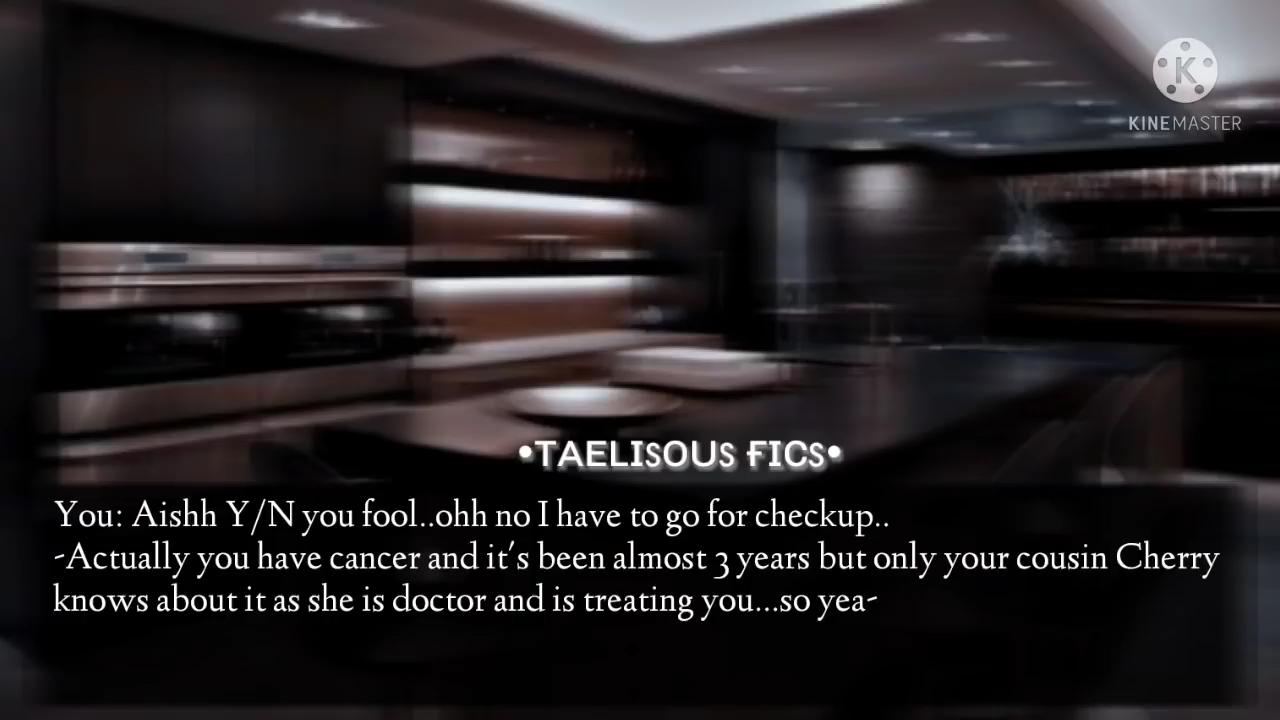 KINEMASTER
•TAELISOUS FICS•
You: Aishh Y/N you fool..ohh no I have to go for checkup..
-Actually you have cancer and it's been almost 3 years but only your cousin Cherry
knows about it as she is doctor and is treating you...so yea-